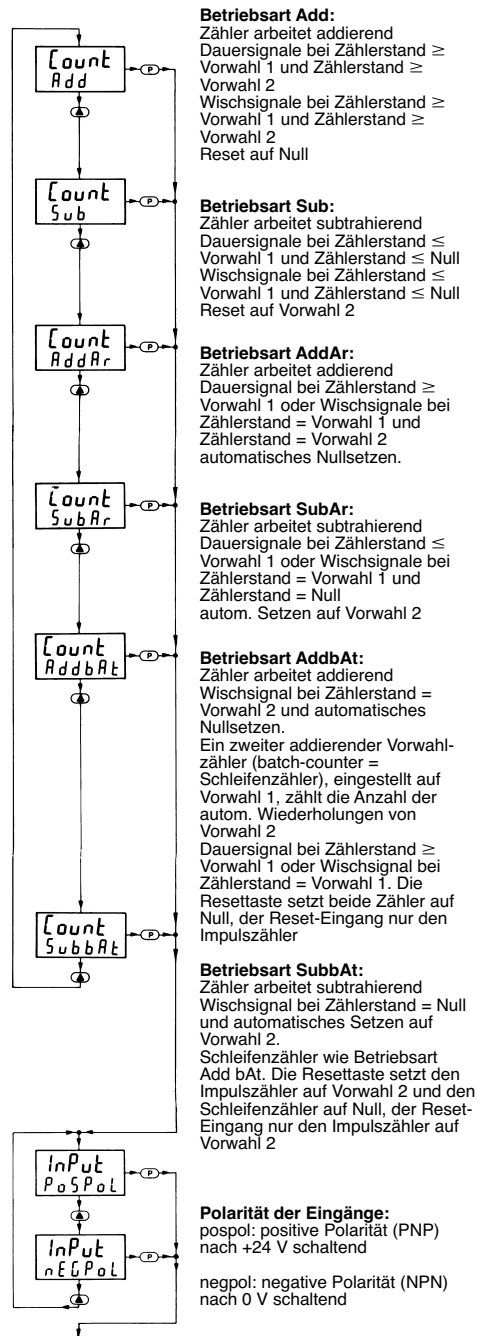 Count
Add
P
Betriebsart Add:
Zähler arbeitet addierend
Dauersignale bei Zählerstand ≥
Vorwahl 1 und Zählerstand ≥
Vorwahl 2
Wischsignale bei Zählerstand ≥
Vorwahl 1 und Zählerstand ≥
Vorwahl 2
Reset auf Null
Count
Sub
P
Betriebsart Sub:
Zähler arbeitet subtrahierend
Dauersignale bei Zählerstand ≤
Vorwahl 1 und Zählerstand ≤ Null
Wischsignale bei Zählerstand ≤
Vorwahl 1 und Zählerstand ≤ Null
Reset auf Vorwahl 2
Count
AddAr
P
Betriebsart AddAr:
Zähler arbeitet addierend
Dauersignal bei Zählerstand ≥
Vorwahl 1 oder Wischsignale bei
Zählerstand = Vorwahl 1 und
Zählerstand = Vorwahl 2
automatisches Nullsetzen.
Count
SubAr
P
Betriebsart SubAr:
Zähler arbeitet subtrahierend
Dauersignale bei Zählerstand ≤
Vorwahl 1 oder Wischsignale bei
Zählerstand = Vorwahl 1 und
Zählerstand = Null
autom. Setzen auf Vorwahl 2
Count
AddbAt
P
Betriebsart AddbAt:
Zähler arbeitet addierend
Wischsignal bei Zählerstand =
Vorwahl 2 und automatisches
Nullsetzen.
Ein zweiter addierender Vorwahl-
zähler (batch-counter =
Schleifenzähler), eingestellt auf
Vorwahl 1, zählt die Anzahl der
autom. Wiederholungen von
Vorwahl 2
Dauersignal bei Zählerstand ≥
Vorwahl 1 oder Wischsignal bei
Zählerstand = Vorwahl 1. Die
Resettaste setzt beide Zähler auf
Null, der Reset-Eingang nur den
Impulszähler
Count
SubbAt
P
Betriebsart SubbAt:
Zähler arbeitet subtrahierend
Wischsignal bei Zählerstand = Null
und automatisches Setzen auf
Vorwahl 2.
Schleifenzähler wie Betriebsart
Add bAt. Die Resettaste setzt den
Impulszähler auf Vorwahl 2 und den
Schleifenzähler auf Null, der Reset-
Eingang nur den Impulszähler auf
Vorwahl 2
InPut
PoSPoL
P
InPut
nEGPoL
P
Polarität der Eingänge:
pospol: positive Polarität (PNP)
nach +24 V schaltend
negpol: negative Polarität (NPN)
nach 0 V schaltend